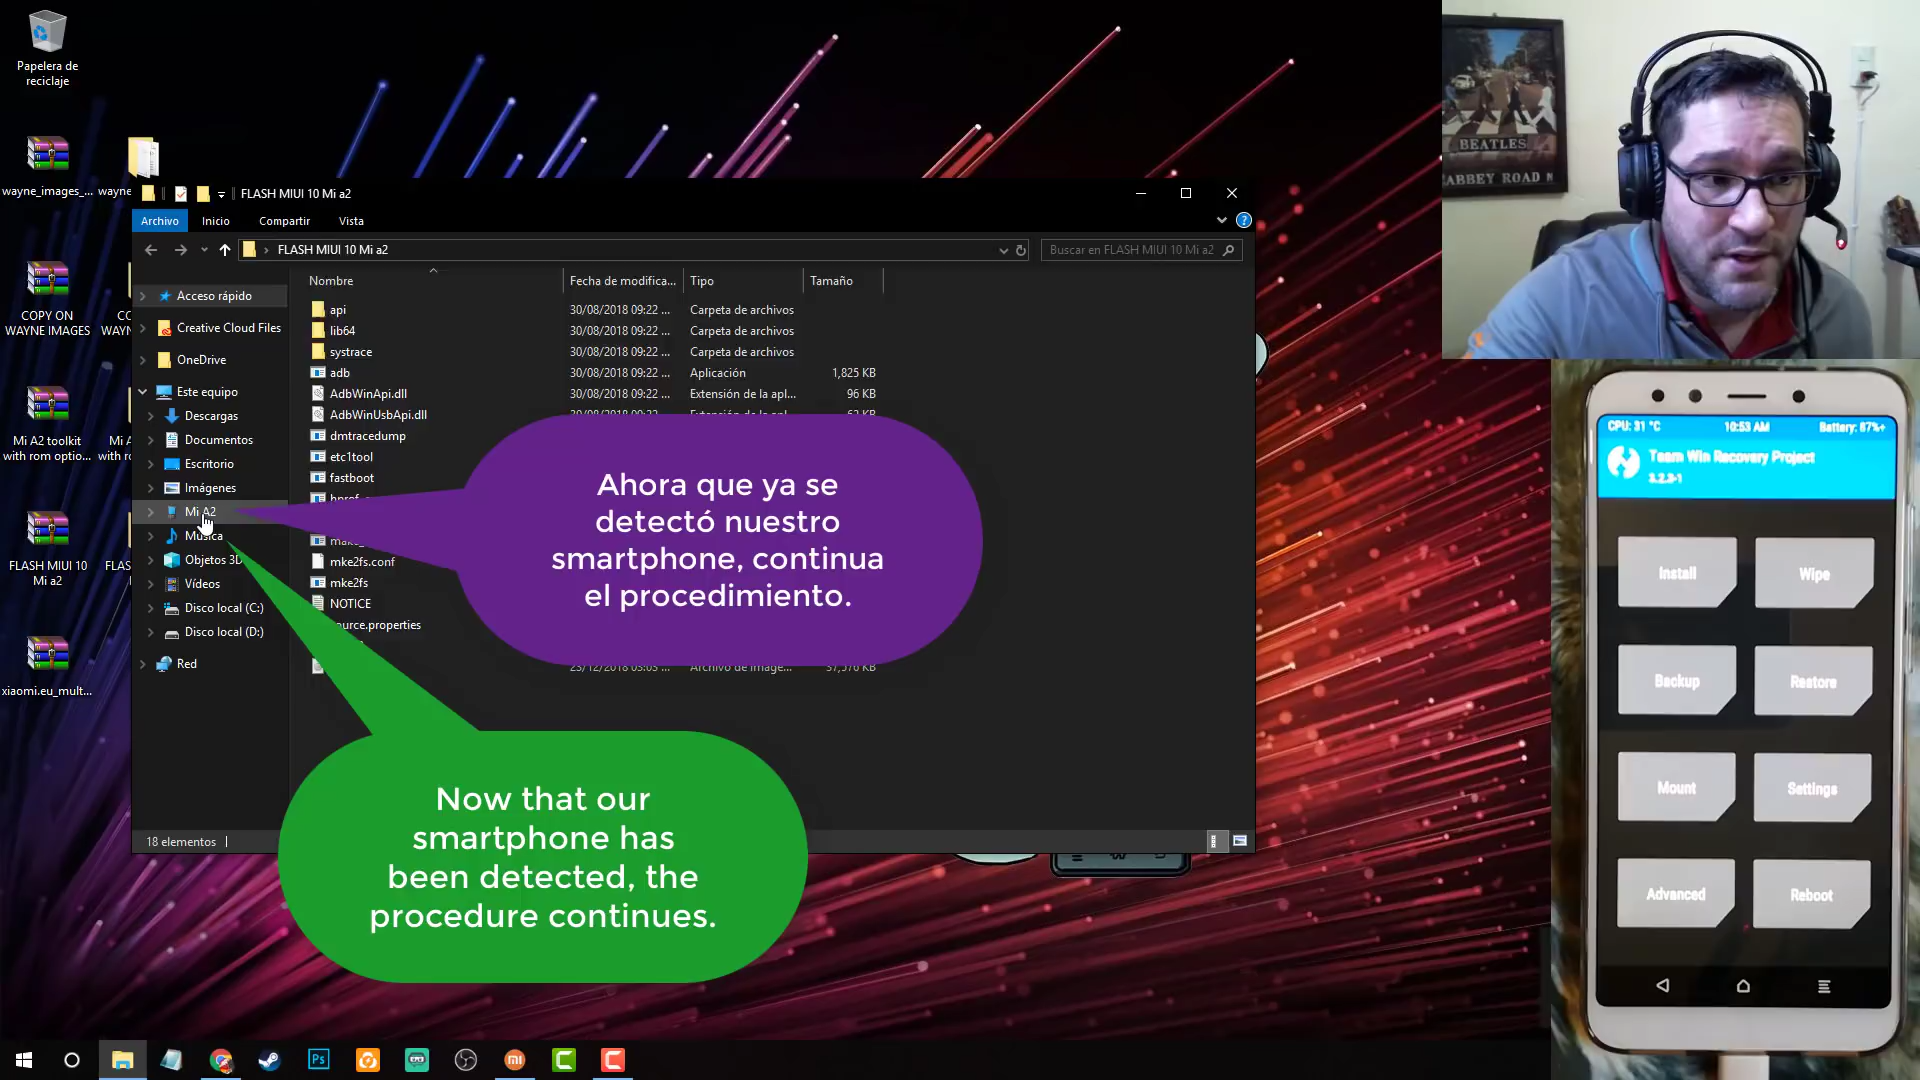 Papelera de
reciclaje
wayne_images_...
wayne
COPY ON
WAYNE IMAGES
Mi A2 toolkit
with rom optio...
FLASH MIUI 10
Mi a2
xiaomi.eu_mult...
FLASH MIUI 10 Mi a2
Archivo
Inicio
Compartir
Vista
FLASH MIUI 10 Mi a2
Buscar en FLASH MIUI 10 Mi a2
Acceso rápido
Creative Cloud Files
OneDrive
Este equipo
Descargas
Documentos
Escritorio
Imágenes
Mi A2
Música
Objetos 3D
Vídeos
Disco local (C:)
Disco local (D:)
Red
Nombre Fecha de modifica... Tipo Tamaño
api 30/08/2018 09:22 ... Carpeta de archivos
lib64 30/08/2018 09:22 ... Carpeta de archivos
systrace 30/08/2018 09:22 ... Carpeta de archivos
adb 30/08/2018 09:22 ... Aplicación 1,825 KB
AdbWinApi.dll 30/08/2018 09:22 ... Extensión de la apl... 96 KB
AdbWinUsbApi.dll
dmtracedump
etc1tool
fastboot
mke2fs.conf
mke2fs
NOTICE
ource.properties
18 elementos
Ahora que ya se
detectó nuestro
smartphone, continua
el procedimiento.
Now that our
smartphone has
been detected, the
procedure continues.
BEATLES
ABBEY ROAD
CPU: 31 °C 10:53 AM Battery: 87%+
Team Win Recovery Project
3.2.3-1
Install
Wipe
Backup
Restore
Mount
Settings
Advanced
Reboot
Ps